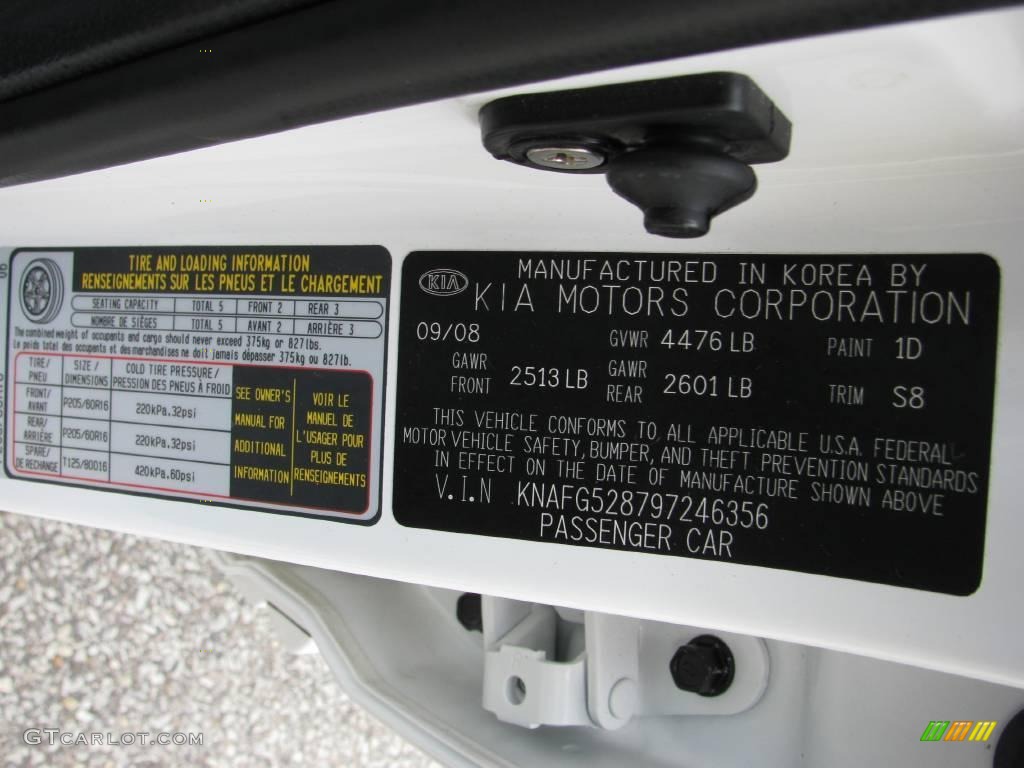 TIRE AND LOADING INFORMATION
RENSEIGNEMENTS SUR LES PNEUS ET LE CHARGEMENT
SEATING CAPACITY TOTAL 5 FRONT 2 REAR 3
NOMBRE DE SIÈGES TOTAL 5 AVANT 2 ARRIÈRE 3
The combined weight of occupants and cargo should never exceed 375kg or 827lbs.
Le poids total des occupants et des marchandises ne doit jamais dépasser 375kg ou 827lb.
TIRE/ PNEU SIZE / DIMENSIONS COLD TIRE PRESSURE / PRESSION DES PNEUS À FROID
FRONT/ AVANT P205/60R16 220kPa.32psi
REAR/ ARRIÈRE P205/60R16 220kPa.32psi
SPARE/ DE RECHANGE T125/80D16 420kPa.60psi
SEE OWNER'S
MANUAL FOR
ADDITIONAL
INFORMATION
VOIR LE
MANUEL DE
L'USAGER POUR
PLUS DE
RENSEIGNEMENTS
KIA
MANUFACTURED IN KOREA BY
KIA MOTORS CORPORATION
09/08 GVWR 4476 LB PAINT 1D
GAWR FRONT 2513 LB GAWR REAR 2601 LB TRIM S8
THIS VEHICLE CONFORMS TO ALL APPLICABLE U.S.A. FEDERAL
MOTOR VEHICLE SAFETY, BUMPER, AND THEFT PREVENTION STANDARDS
IN EFFECT ON THE DATE OF MANUFACTURE SHOWN ABOVE
V.I.N KNAFG528797246356
PASSENGER CAR
GTCARLOT.COM